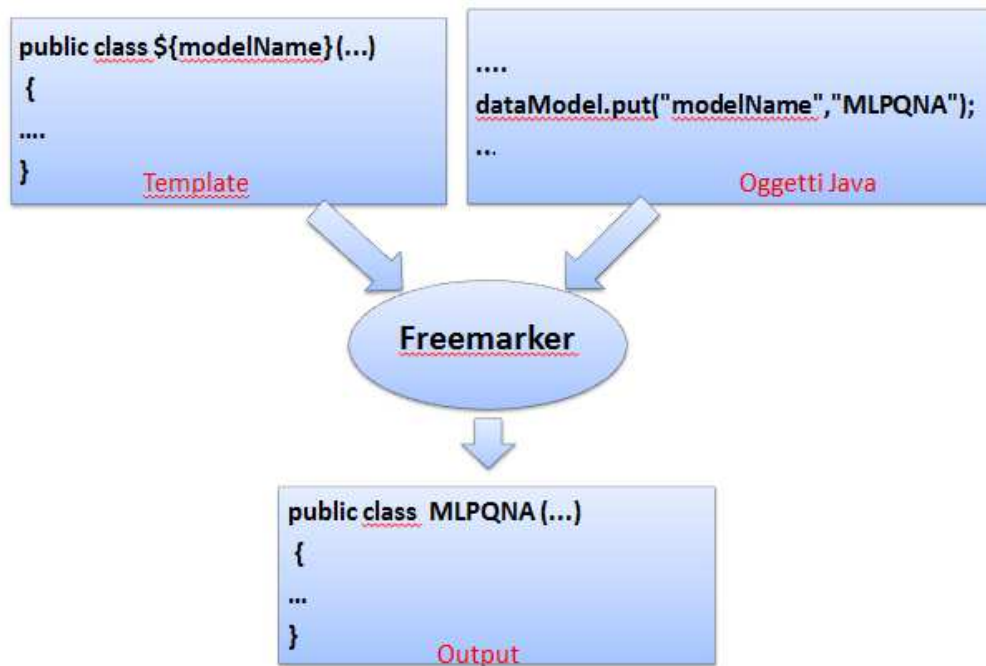 public class ${modelName} (...)
{
....
}
Template
....
dataModel.put("modelName","MLPQNA");
...
Oggetti Java
Freemarker
public class MLPQNA (...)
{
...
}
Output